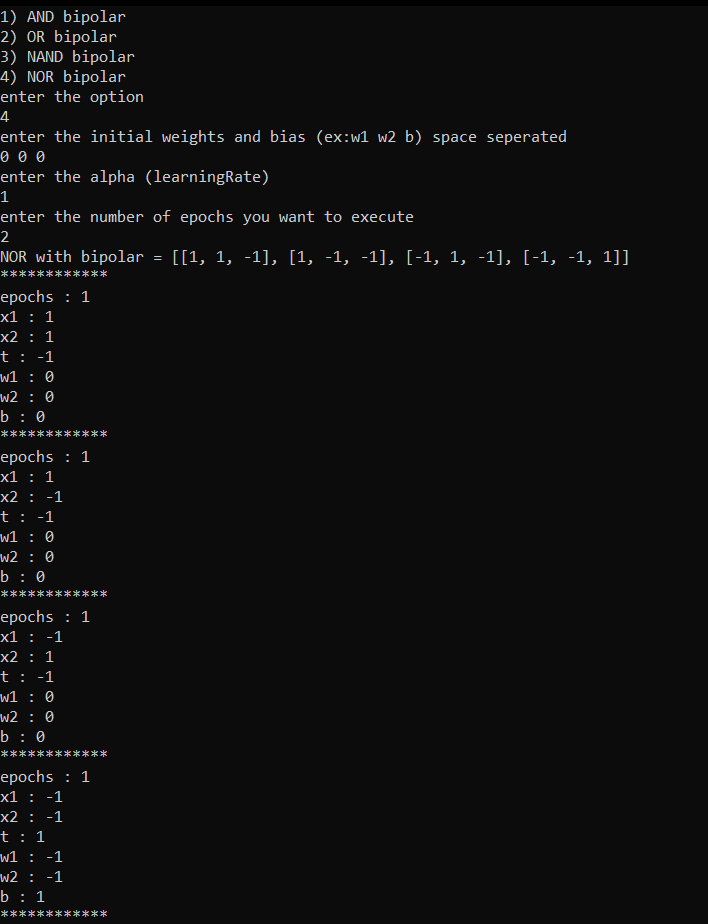 1) AND bipolar
2) OR bipolar
3) NAND bipolar
4) NOR bipolar
enter the option
4
enter the initial weights and bias (ex:w1 w2 b) space seperated
0 0 0
enter the alpha (learningRate)
1
enter the number of epochs you want to execute
2
NOR with bipolar = [[1, 1, -1], [1, -1, -1], [-1, 1, -1], [-1, -1, 1]]
************
epochs : 1
x1 : 1
x2 : 1
t : -1
w1 : 0
w2 : 0
b : 0
************
epochs : 1
x1 : 1
x2 : -1
t : -1
w1 : 0
w2 : 0
b : 0
************
epochs : 1
x1 : -1
x2 : 1
t : -1
w1 : 0
w2 : 0
b : 0
************
epochs : 1
x1 : -1
x2 : -1
t : 1
w1 : -1
w2 : -1
b : 1
************